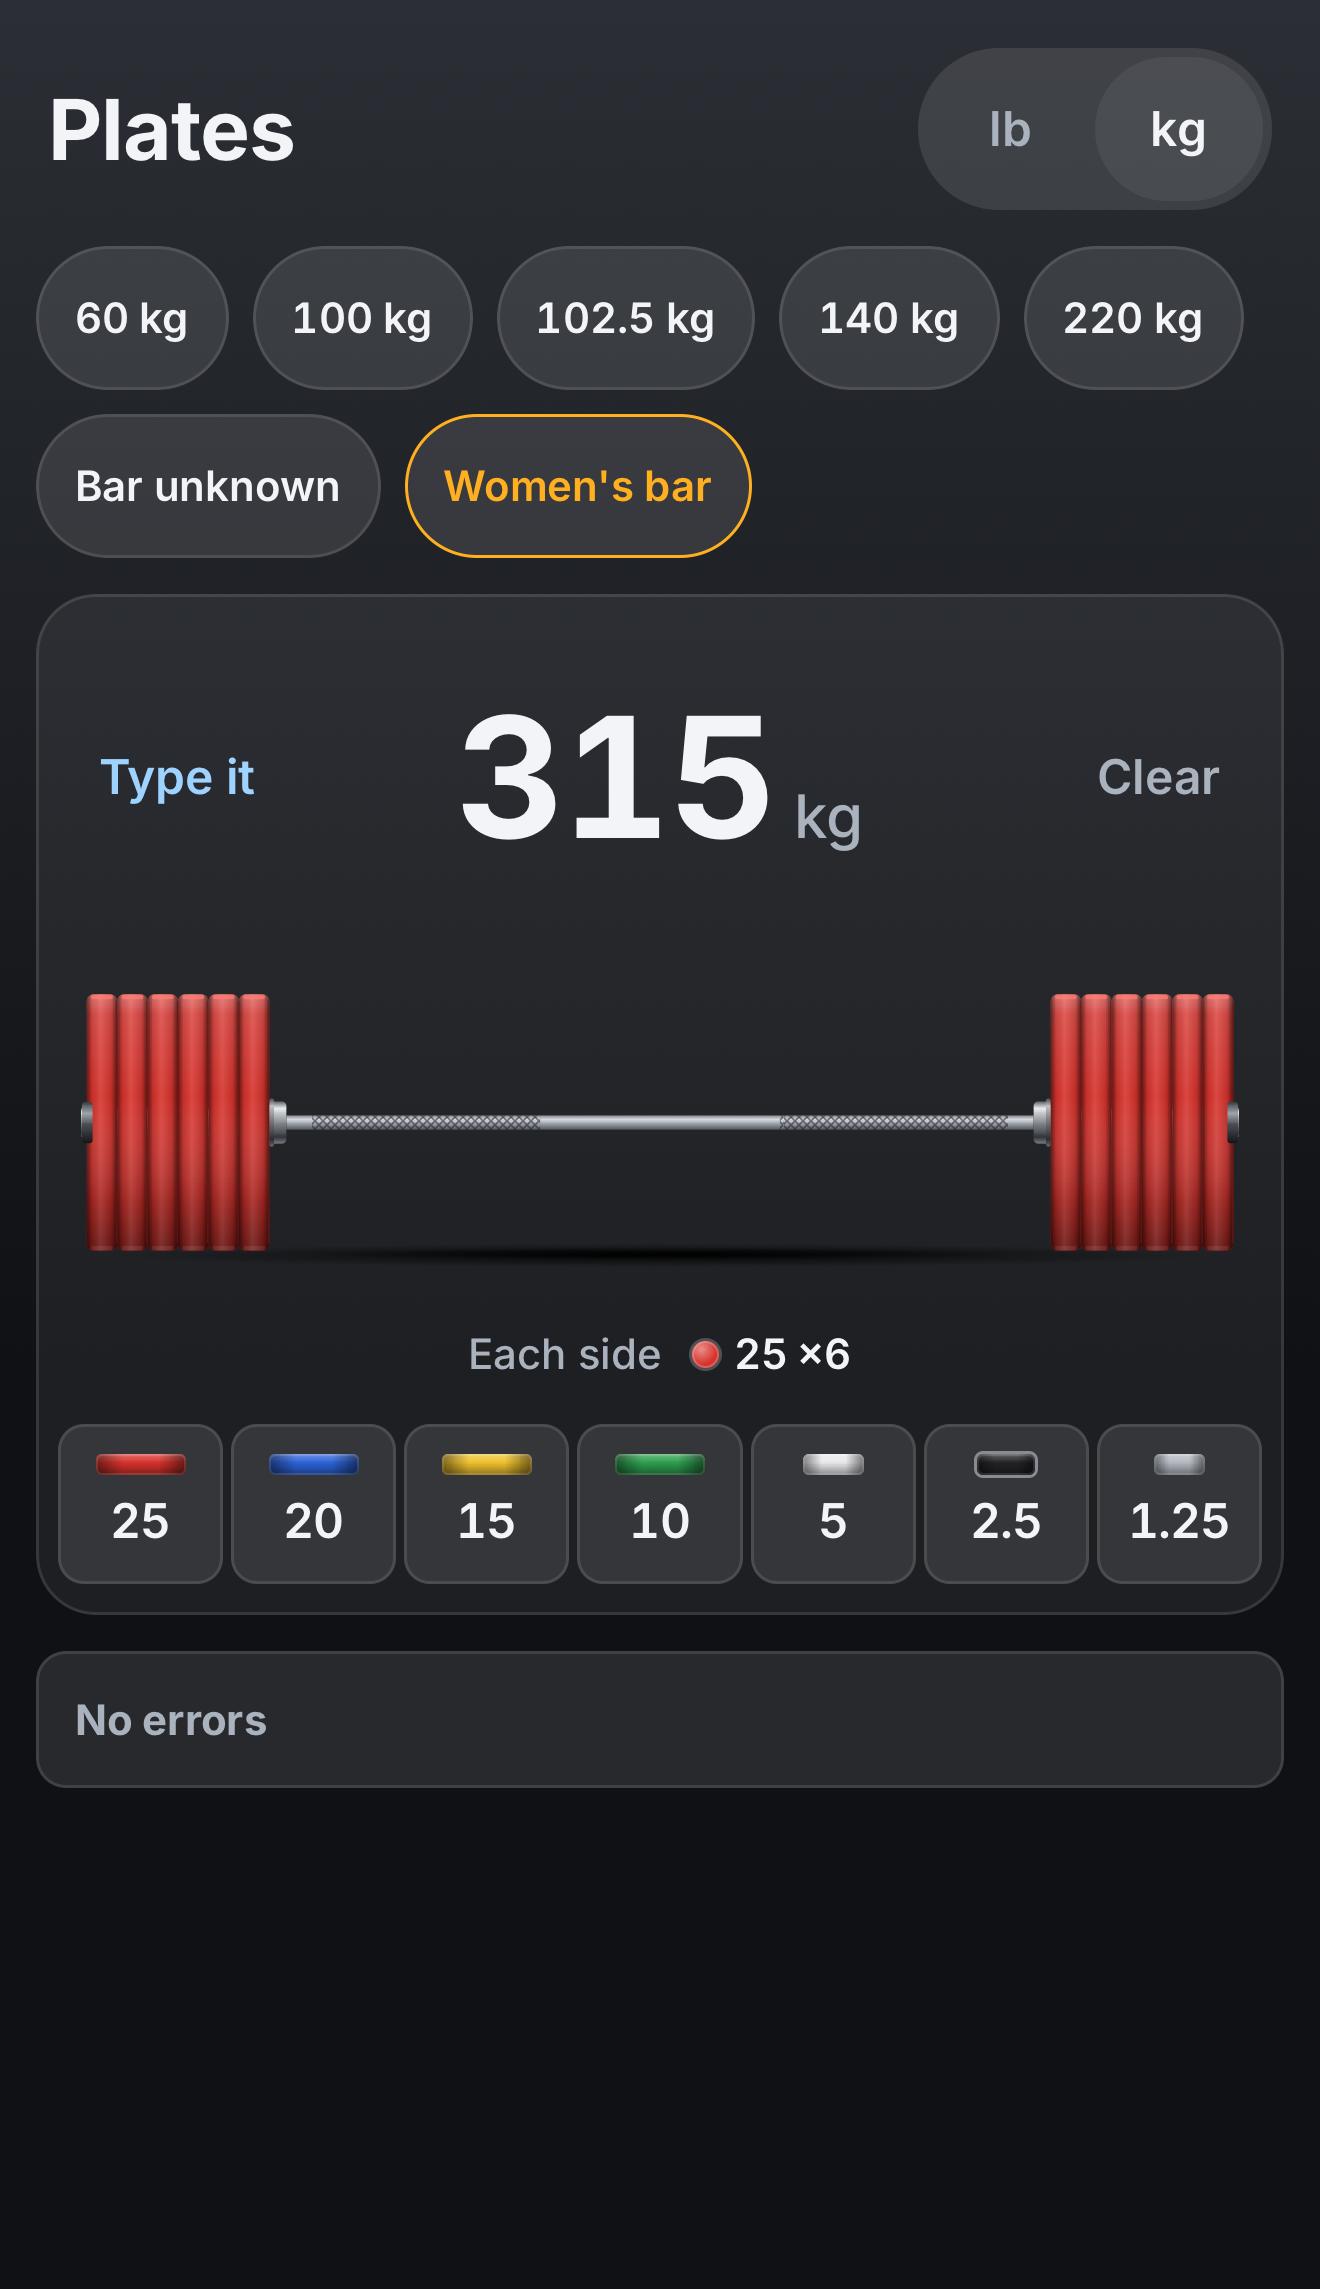 Plates
lb kg
60 kg 100 kg 102.5 kg 140 kg 220 kg
Bar unknown Women's bar
Type it 315 kg Clear
Each side 25 ×6
25 20 15 10 5 2.5 1.25
No errors